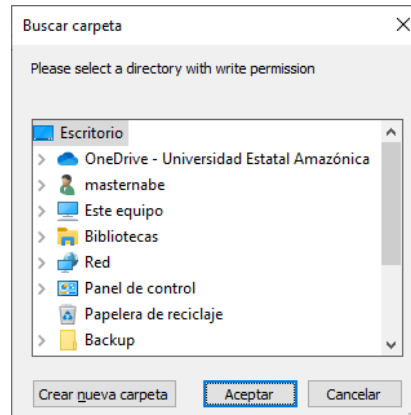 Buscar carpeta
Please select a directory with write permission
Escritorio
OneDrive - Universidad Estatal Amazónica
masternabe
Este equipo
Bibliotecas
Red
Panel de control
Papelera de reciclaje
Backup
Crear nueva carpeta Aceptar Cancelar